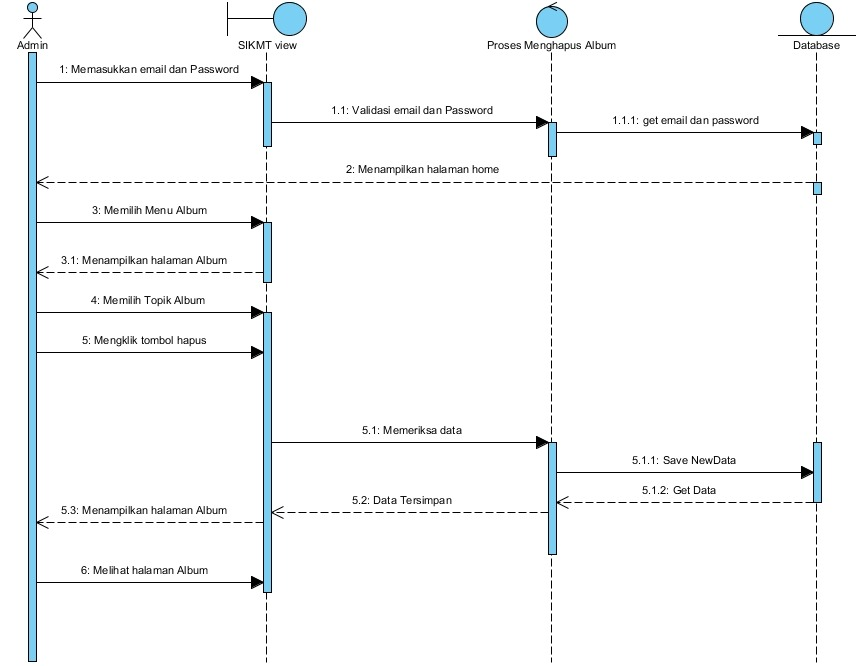 Admin
SIKMT view
Proses Menghapus Album
Database
1: Memasukkan email dan Password
1.1: Validasi email dan Password
1.1.1: get email dan password
2: Menampilkan halaman home
3: Memilih Menu Album
3.1: Menampilkan halaman Album
4: Memilih Topik Album
5: Mengklik tombol hapus
5.1: Memeriksa data
5.1.1: Save NewData
5.1.2: Get Data
5.2: Data Tersimpan
5.3: Menampilkan halaman Album
6: Melihat halaman Album